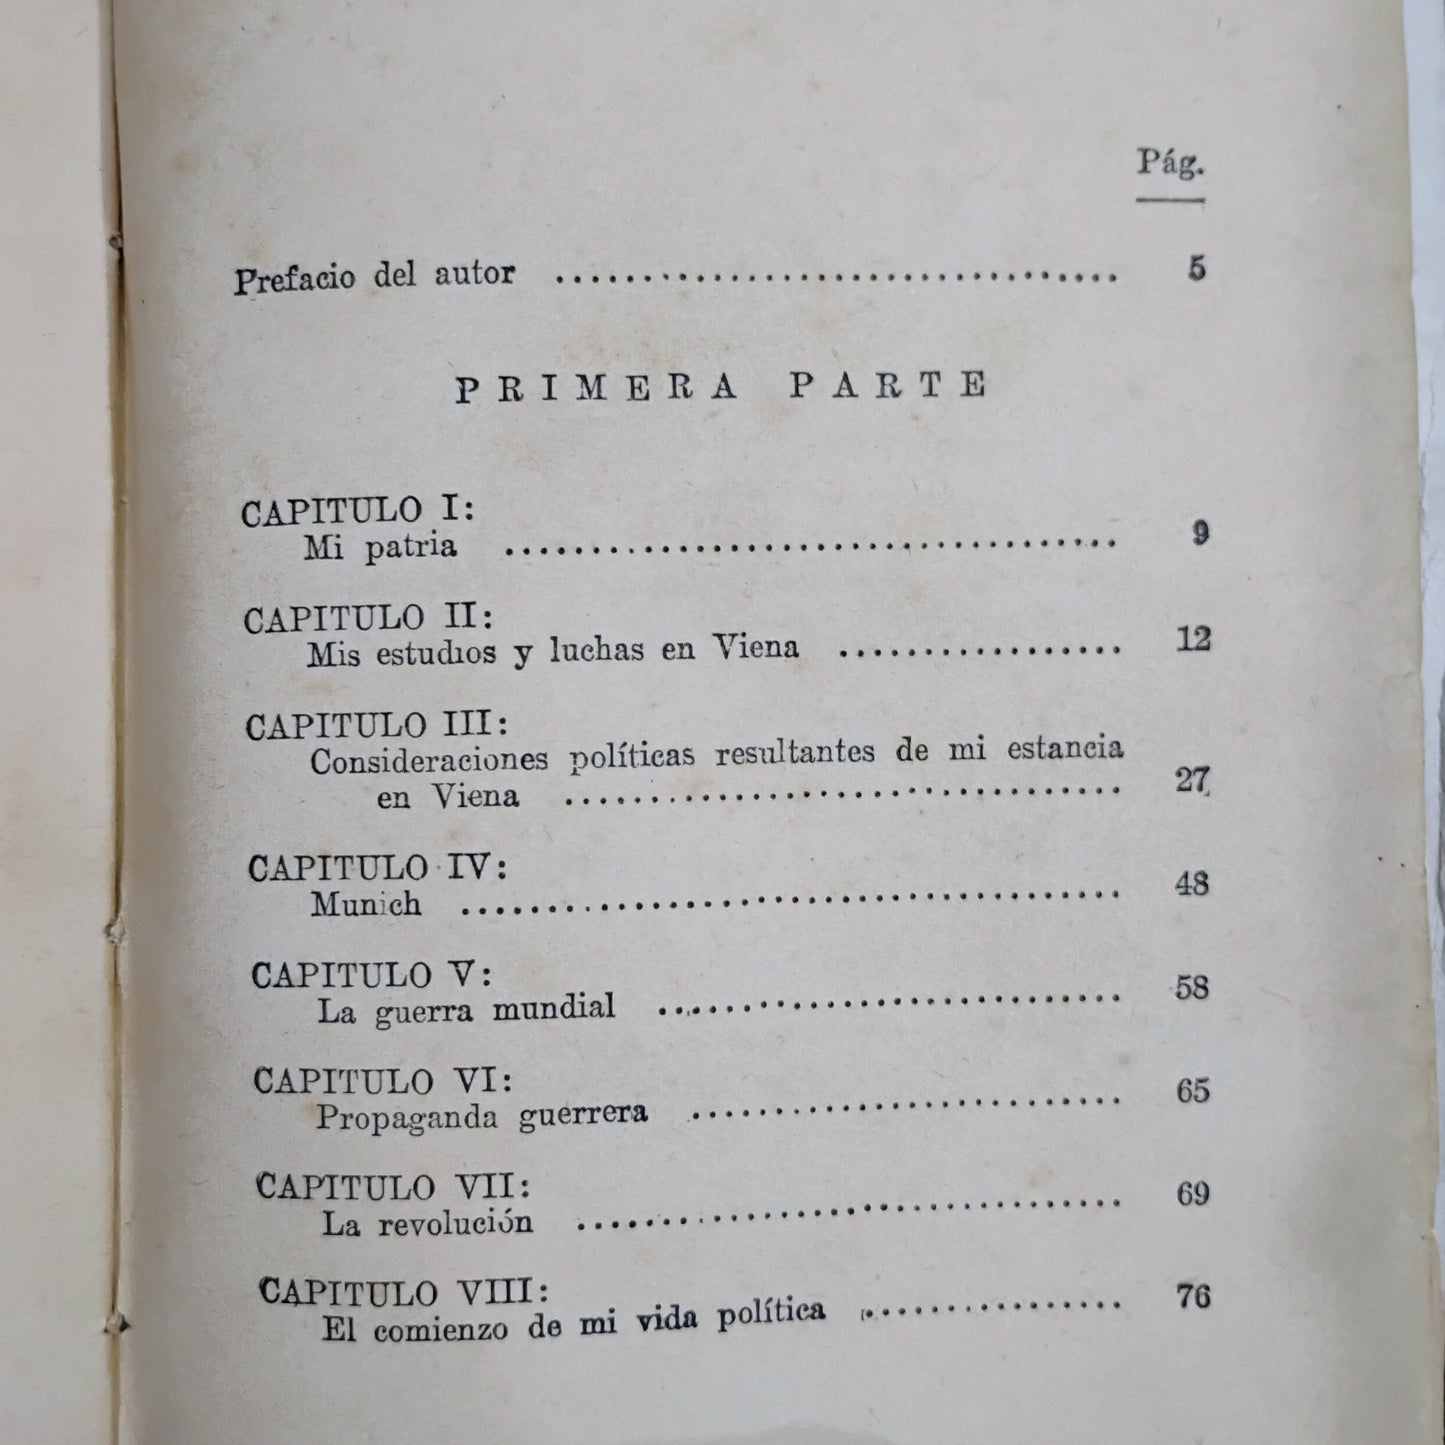 Pág.
Prefacio del autor .................................. 5
PRIMERA PARTE
CAPITULO I:
Mi patria ..................................... 9
CAPITULO II:
Mis estudios y luchas en Viena ................. 12
CAPITULO III:
Consideraciones políticas resultantes de mi estancia
en Viena ................................. 27
CAPITULO IV:
Munich ....................................... 48
CAPITULO V:
La guerra mundial ............................ 58
CAPITULO VI:
Propaganda guerrera .......................... 65
CAPITULO VII:
La revolución ................................ 69
CAPITULO VIII:
El comienzo de mi vida política ................ 76